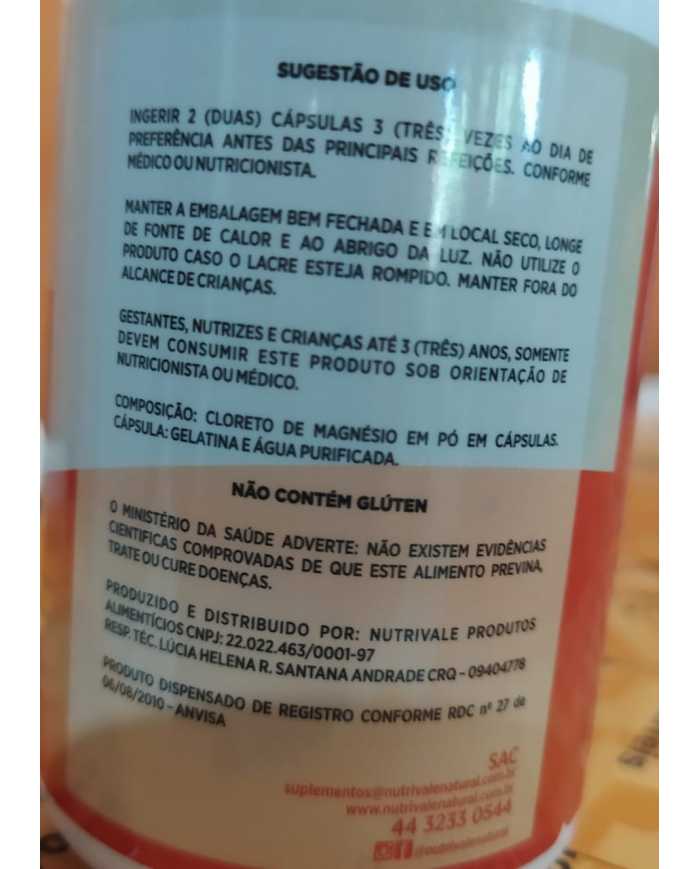 SUGESTÃO DE USO
INGERIR 2 (DUAS) CÁPSULAS 3 (TRÊS) VEZES AO DIA DE
PREFERÊNCIA ANTES DAS PRINCIPAIS REFEIÇÕES. CONFORME
MÉDICO OU NUTRICIONISTA.
MANTER A EMBALAGEM BEM FECHADA E EM LOCAL SECO, LONGE
DE FONTE DE CALOR E AO ABRIGO DA LUZ. NÃO UTILIZE O
PRODUTO CASO O LACRE ESTEJA ROMPIDO. MANTER FORA DO
ALCANCE DE CRIANÇAS.
GESTANTES, NUTRIZES E CRIANÇAS ATÉ 3 (TRÊS) ANOS, SOMENTE
DEVEM CONSUMIR ESTE PRODUTO SOB ORIENTAÇÃO DE
NUTRICIONISTA OU MÉDICO.
COMPOSIÇÃO: CLORETO DE MAGNÉSIO EM PÓ EM CÁPSULAS.
CÁPSULA: GELATINA E ÁGUA PURIFICADA.
NÃO CONTÉM GLÚTEN
O MINISTÉRIO DA SAÚDE ADVERTE: NÃO EXISTEM EVIDÊNCIAS
CIENTIFICAS COMPROVADAS DE QUE ESTE ALIMENTO PREVINA,
TRATE OU CURE DOENÇAS.
PRODUZIDO E DISTRIBUIDO POR: NUTRIVALE PRODUTOS
ALIMENTÍCIOS CNPJ: 22.022.463/0001-97
RESP. TÉC. LÚCIA HELENA R. SANTANA ANDRADE CRQ - 09404778
PRODUTO DISPENSADO DE REGISTRO CONFORME RDC nº 27 de
06/08/2010 - ANVISA
SAC
suplementos@nutrivalenatural.com.br
www.nutrivalenatural.com.br
44 3233 0544
@nutrivalenatural